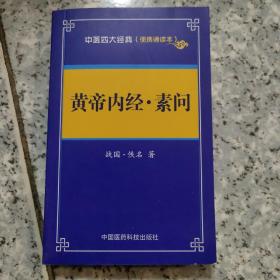 中医四大经典（便携诵读本）
黄帝内经·素问
战国·佚名 著
中国医药科技出版社